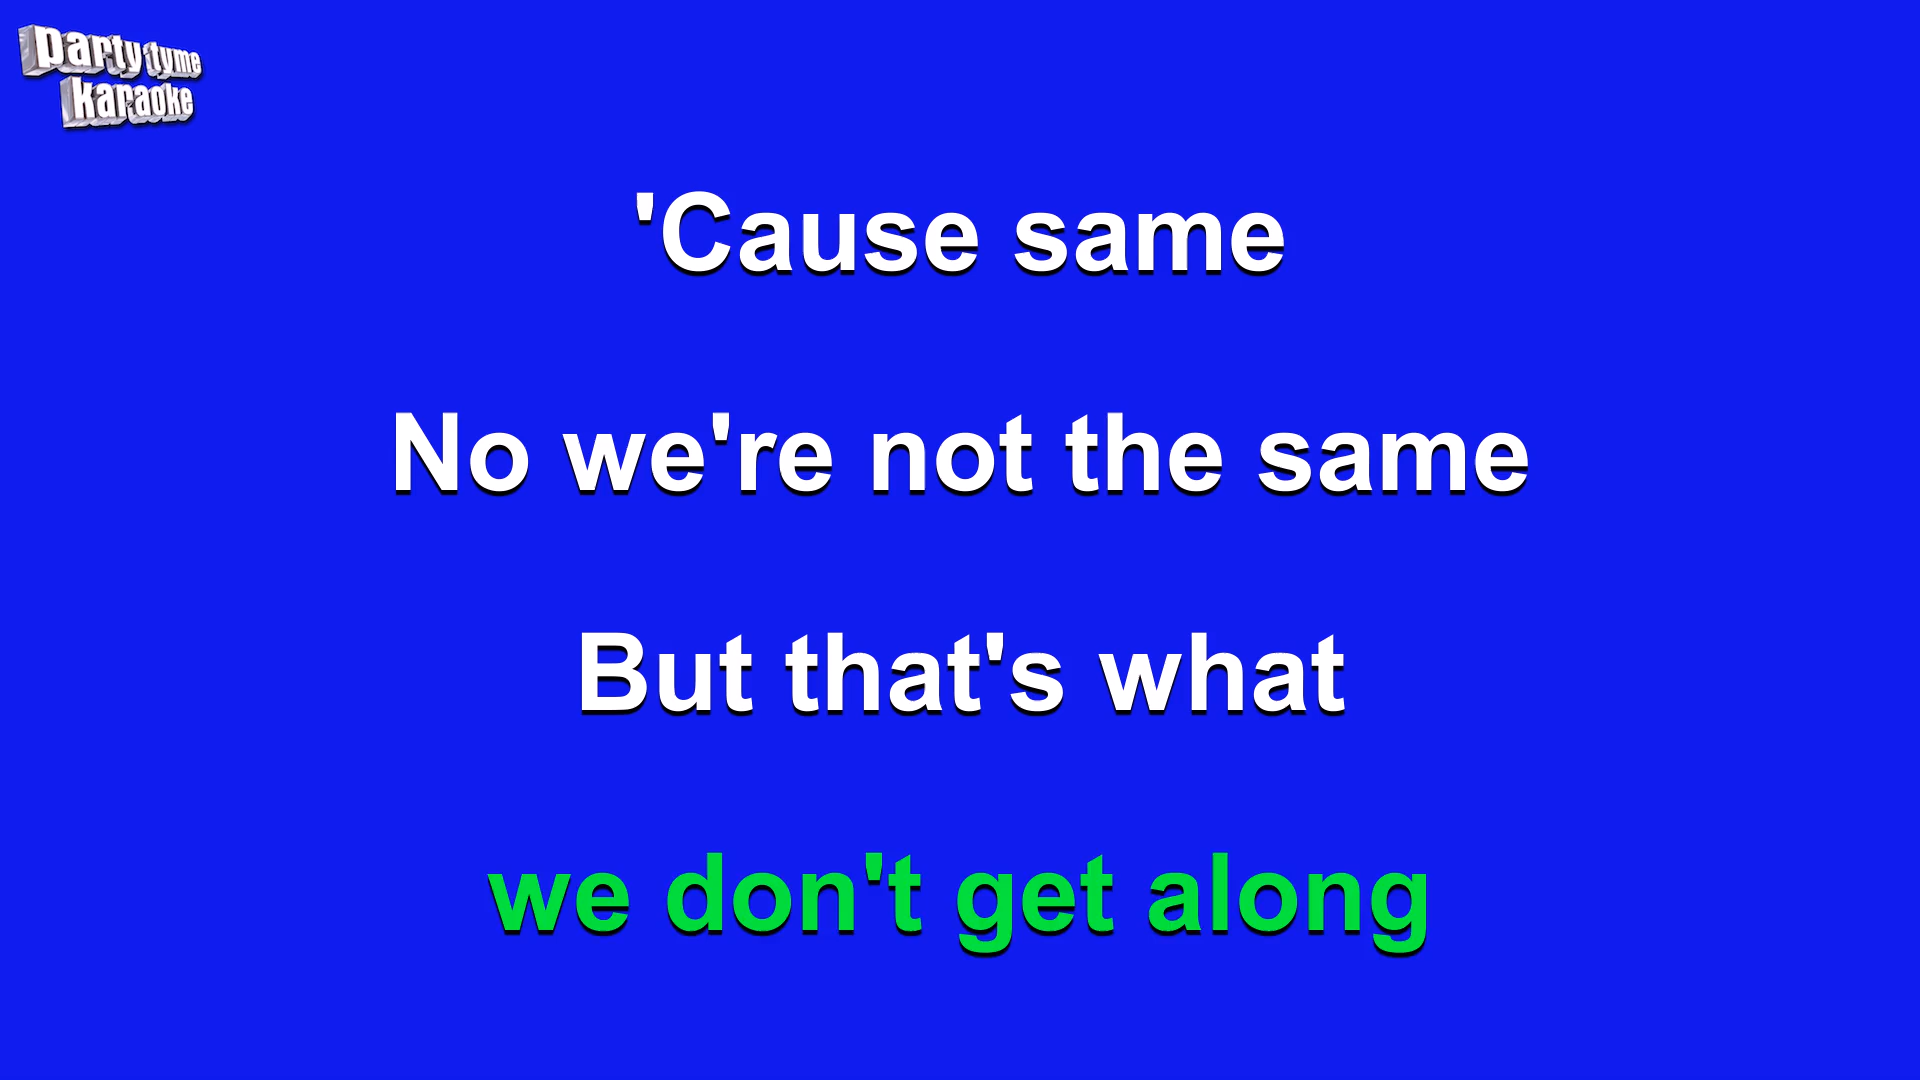 party tyme
karaoke
'Cause same
No we're not the same
But that's what
we don't get along